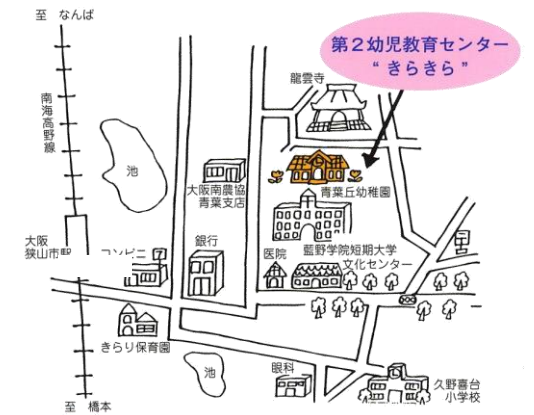 至 なんば
第2幼児教育センター
“きらきら”
龍雲寺
南海高野線
池
大阪南農協
青葉支店
青葉丘幼稚園
大阪
狭山市駅
コンビニ
銀行
医院
藍野学院短期大学
文化センター
きらり保育園
池
眼科
久野喜台
小学校
至 橋本